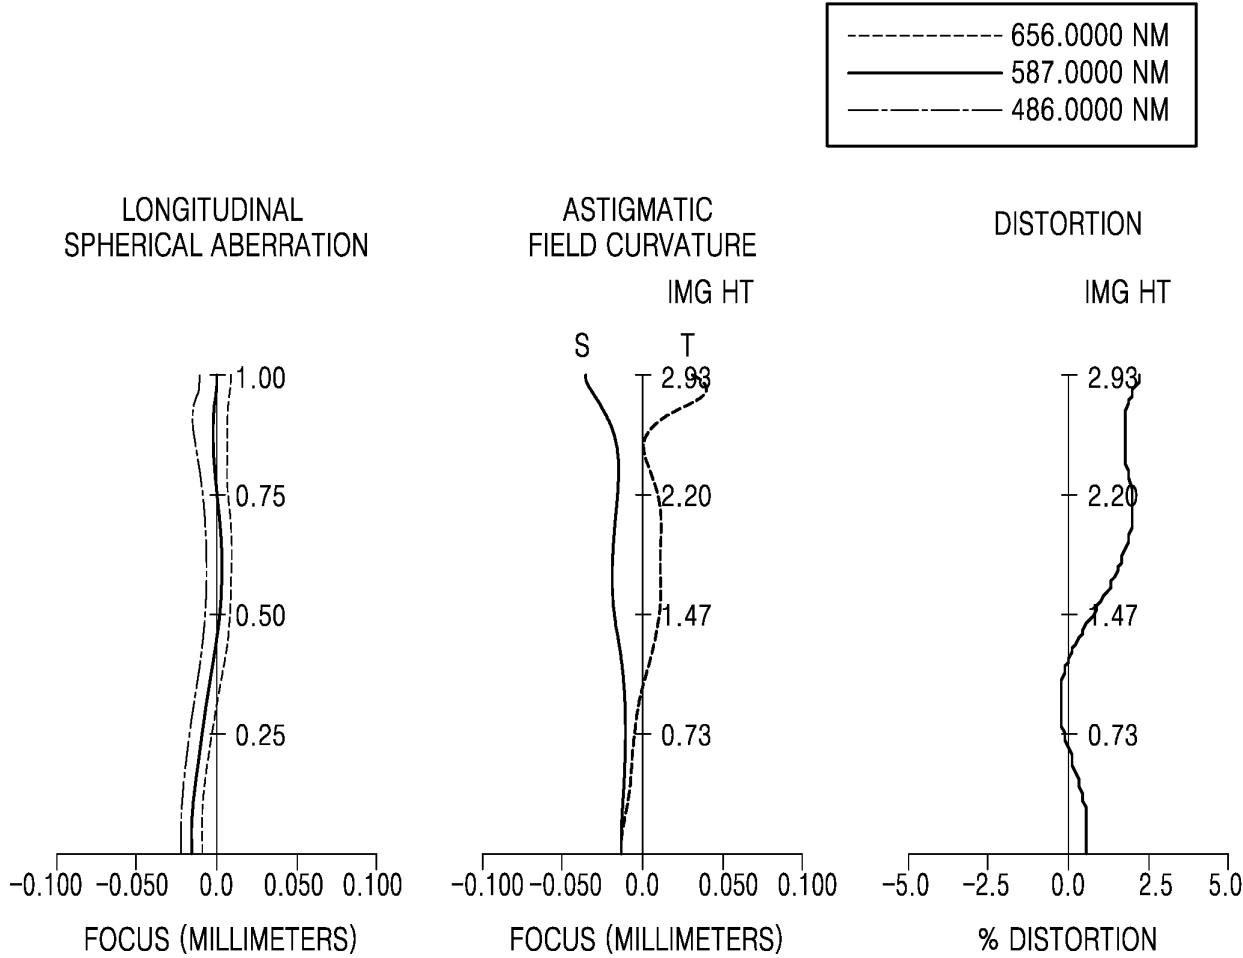 656.0000 NM
587.0000 NM
486.0000 NM
LONGITUDINAL
SPHERICAL ABERRATION
1.00
0.75
0.50
0.25
−0.100 −0.050 0.0 0.050 0.100
FOCUS (MILLIMETERS)
ASTIGMATIC
FIELD CURVATURE
IMG HT
S T
2.93
2.20
1.47
0.73
−0.100 −0.050 0.0 0.050 0.100
FOCUS (MILLIMETERS)
DISTORTION
IMG HT
2.93
2.20
1.47
0.73
−5.0 −2.5 0.0 2.5 5.0
% DISTORTION